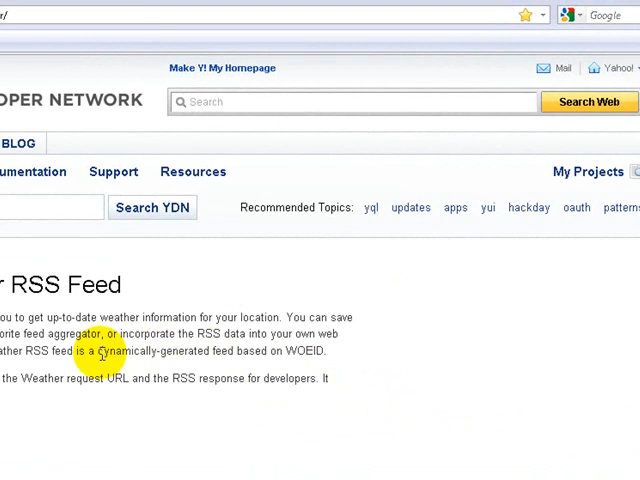 r/
Google
Make Y! My Homepage
Mail
Yahoo!
OPER NETWORK
Search
Search Web
BLOG
umentation
Support
Resources
My Projects
Search YDN
Recommended Topics: yql updates apps yui hackday oauth pattern
r RSS Feed
ou to get up-to-date weather information for your location. You can save
orite feed aggregator, or incorporate the RSS data into your own web
ather RSS feed is a dynamically-generated feed based on WOEID.
the Weather request URL and the RSS response for developers. It